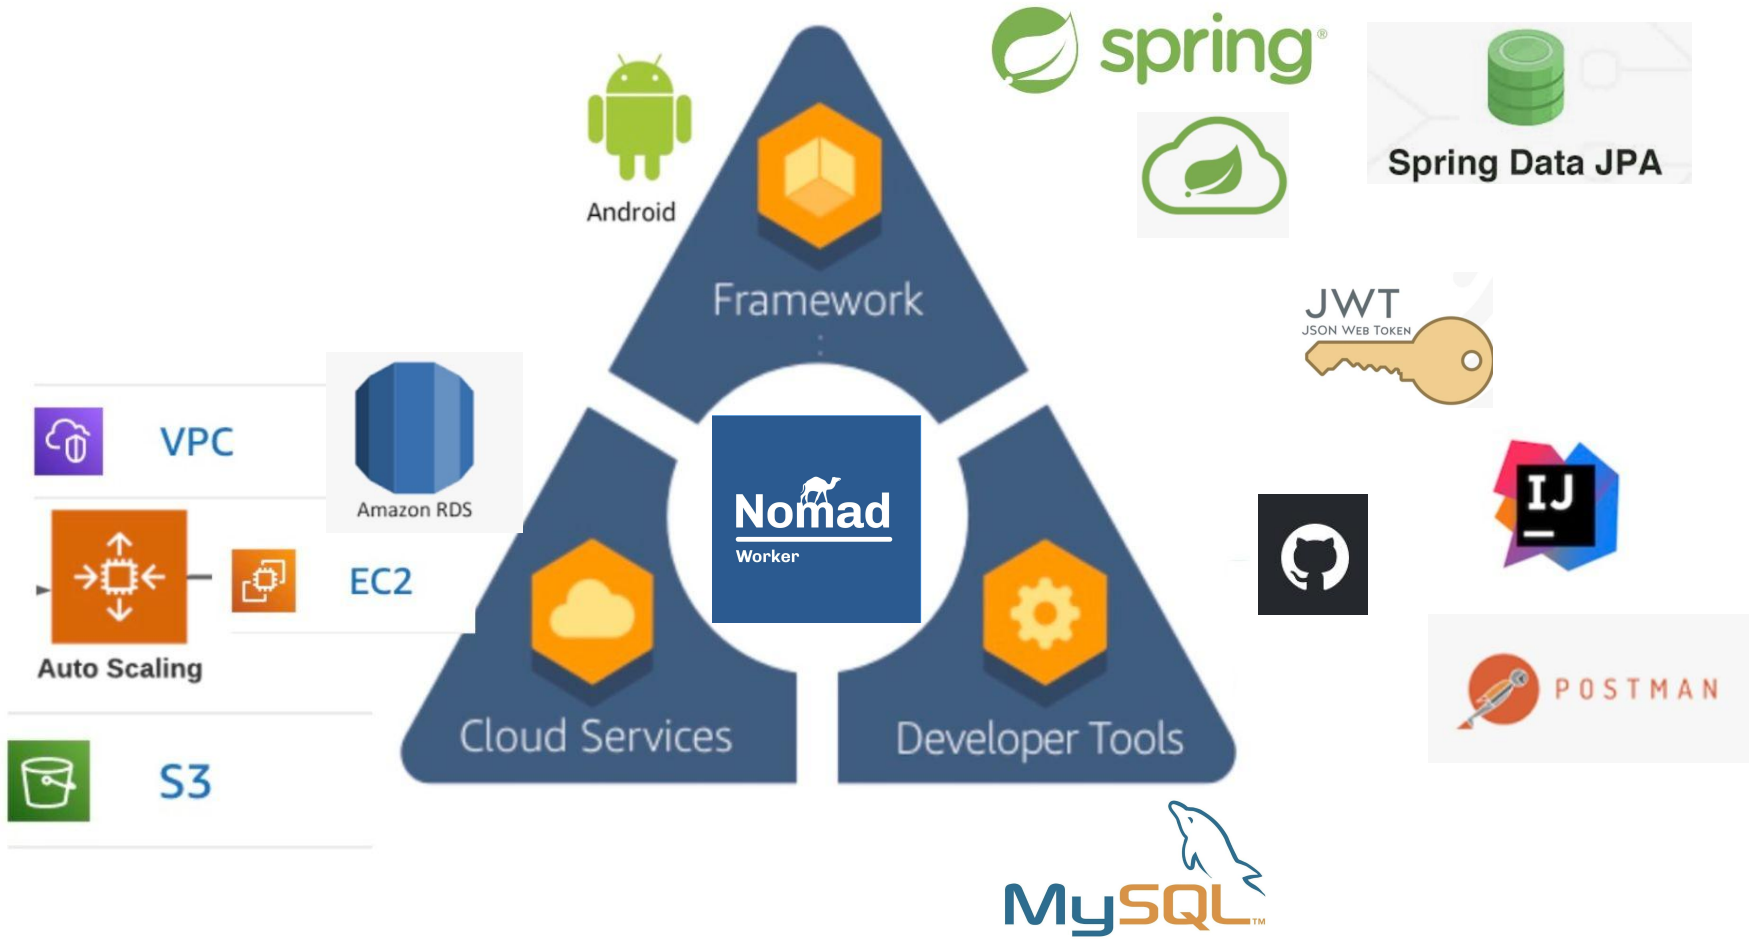 spring®
Spring Data JPA
Android
Framework
JWT
JSON WEB TOKEN
VPC
Amazon RDS
Nomad
Worker
IJ
EC2
Auto Scaling
POSTMAN
Cloud Services
Developer Tools
S3
MySQL™